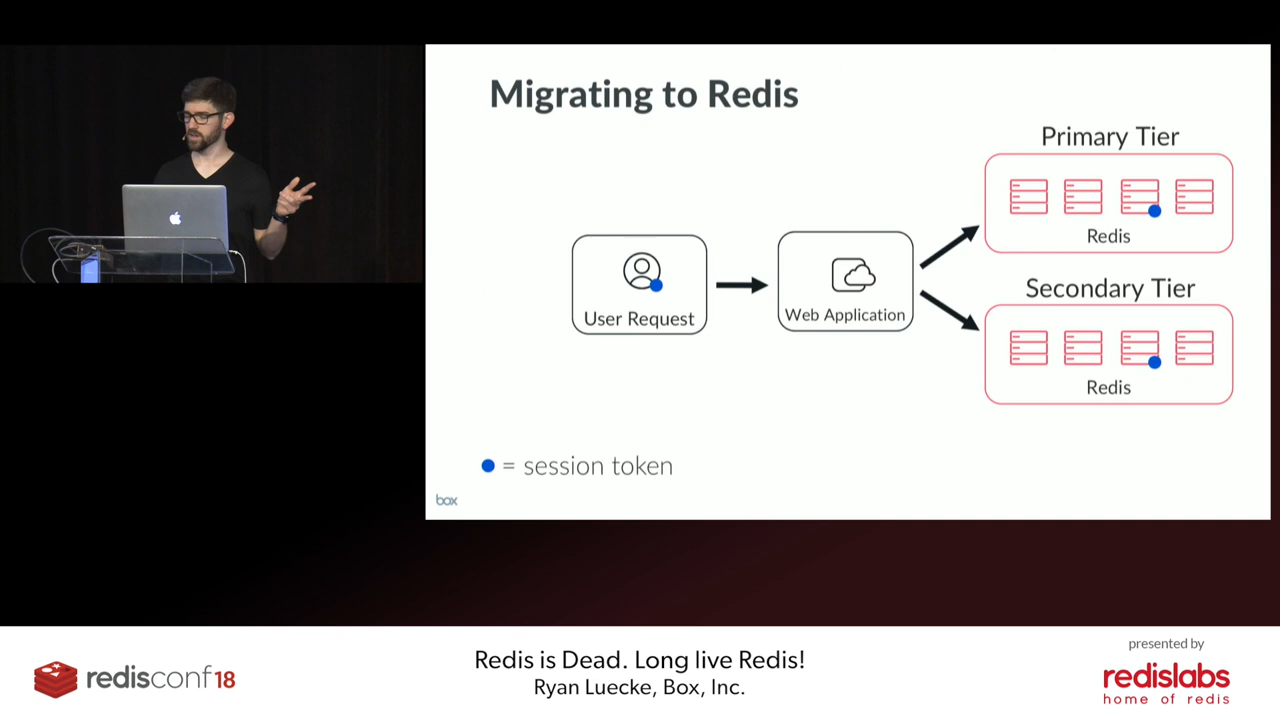 Migrating to Redis
Primary Tier
Redis
Secondary Tier
Redis
User Request
Web Application
= session token
box
redisconf18
Redis is Dead. Long live Redis!
Ryan Luecke, Box, Inc.
presented by
redislabs
home of redis